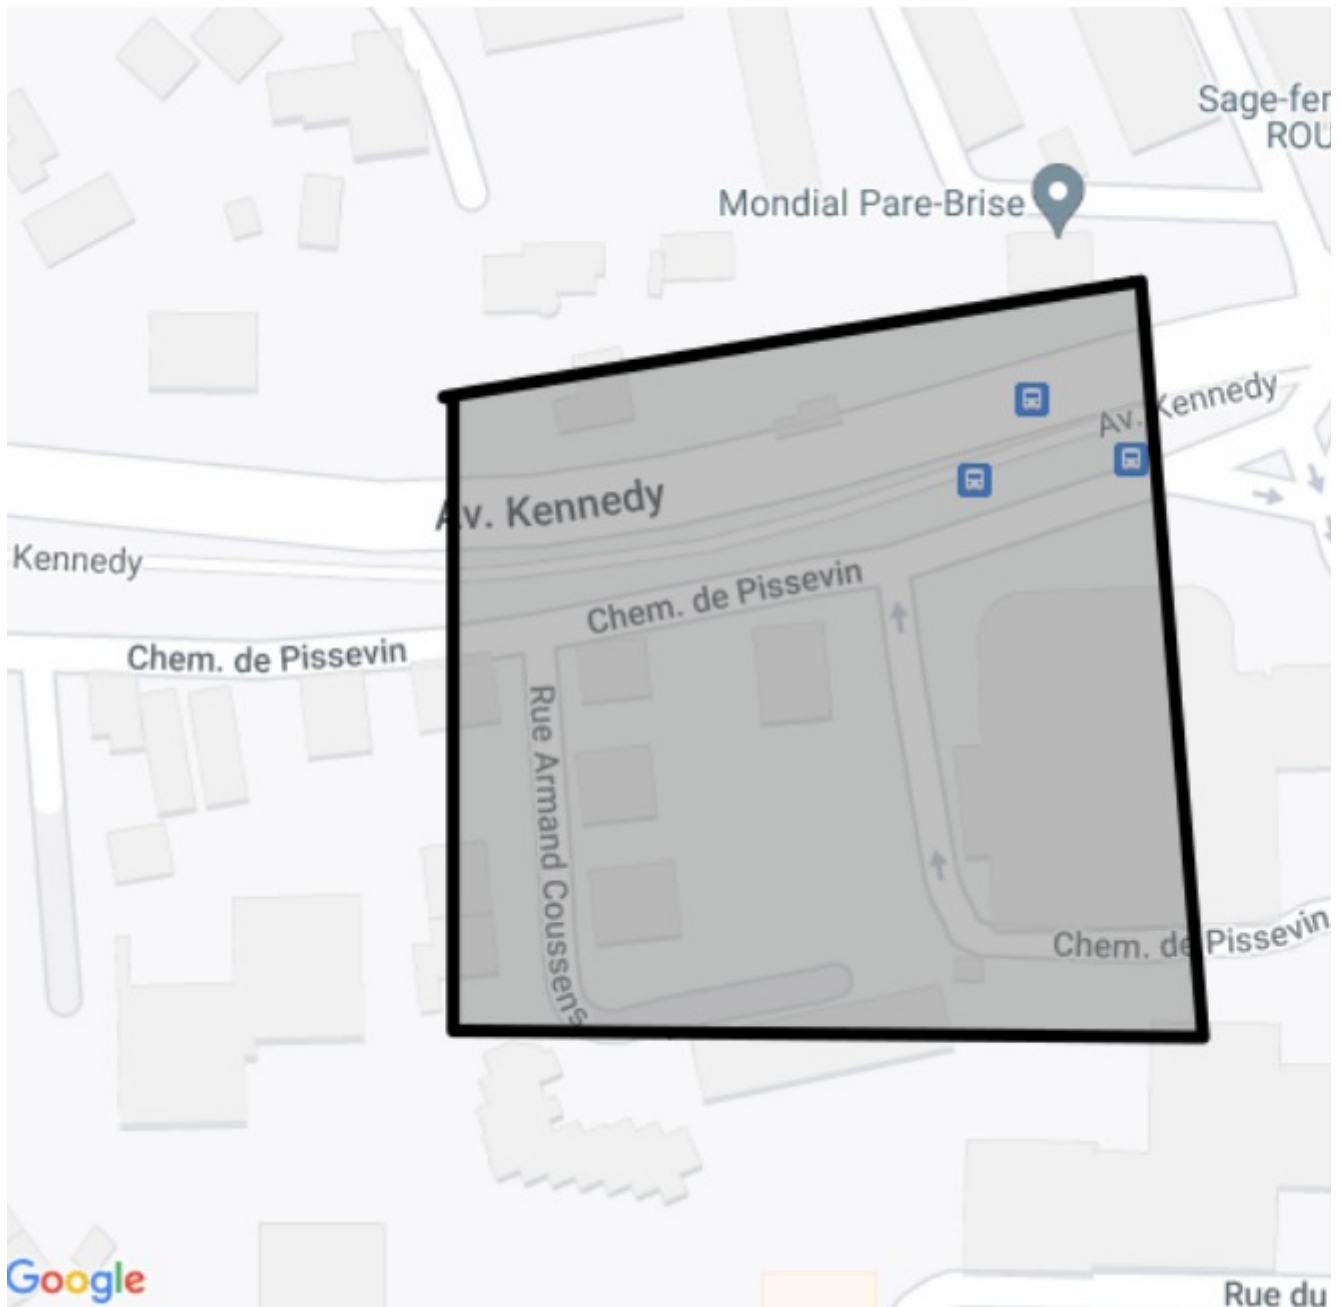 Sage-fer
ROU
Mondial Pare-Brise
Av. Kennedy
Av. Kennedy
Kennedy
Chem. de Pissevin
Chem. de Pissevin
Rue Armand Coussens
Chem. de Pissevin
Google
Rue du